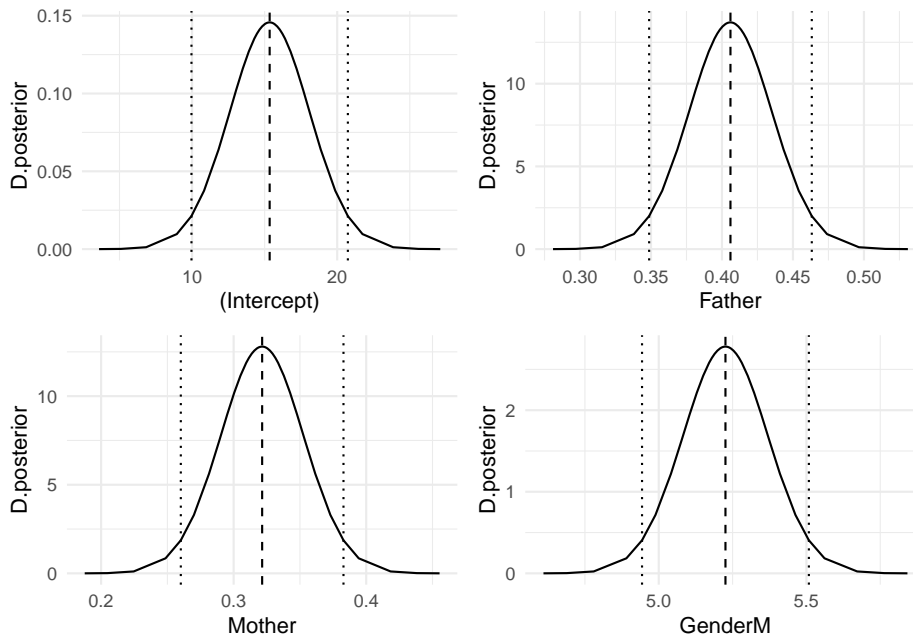 D.posterior
0.15
0.10
0.05
0.00
10 20
(Intercept)
D.posterior
10
5
0
0.30 0.35 0.40 0.45 0.50
Father
D.posterior
10
5
0
0.2 0.3 0.4
Mother
D.posterior
2
1
0
5.0 5.5
GenderM